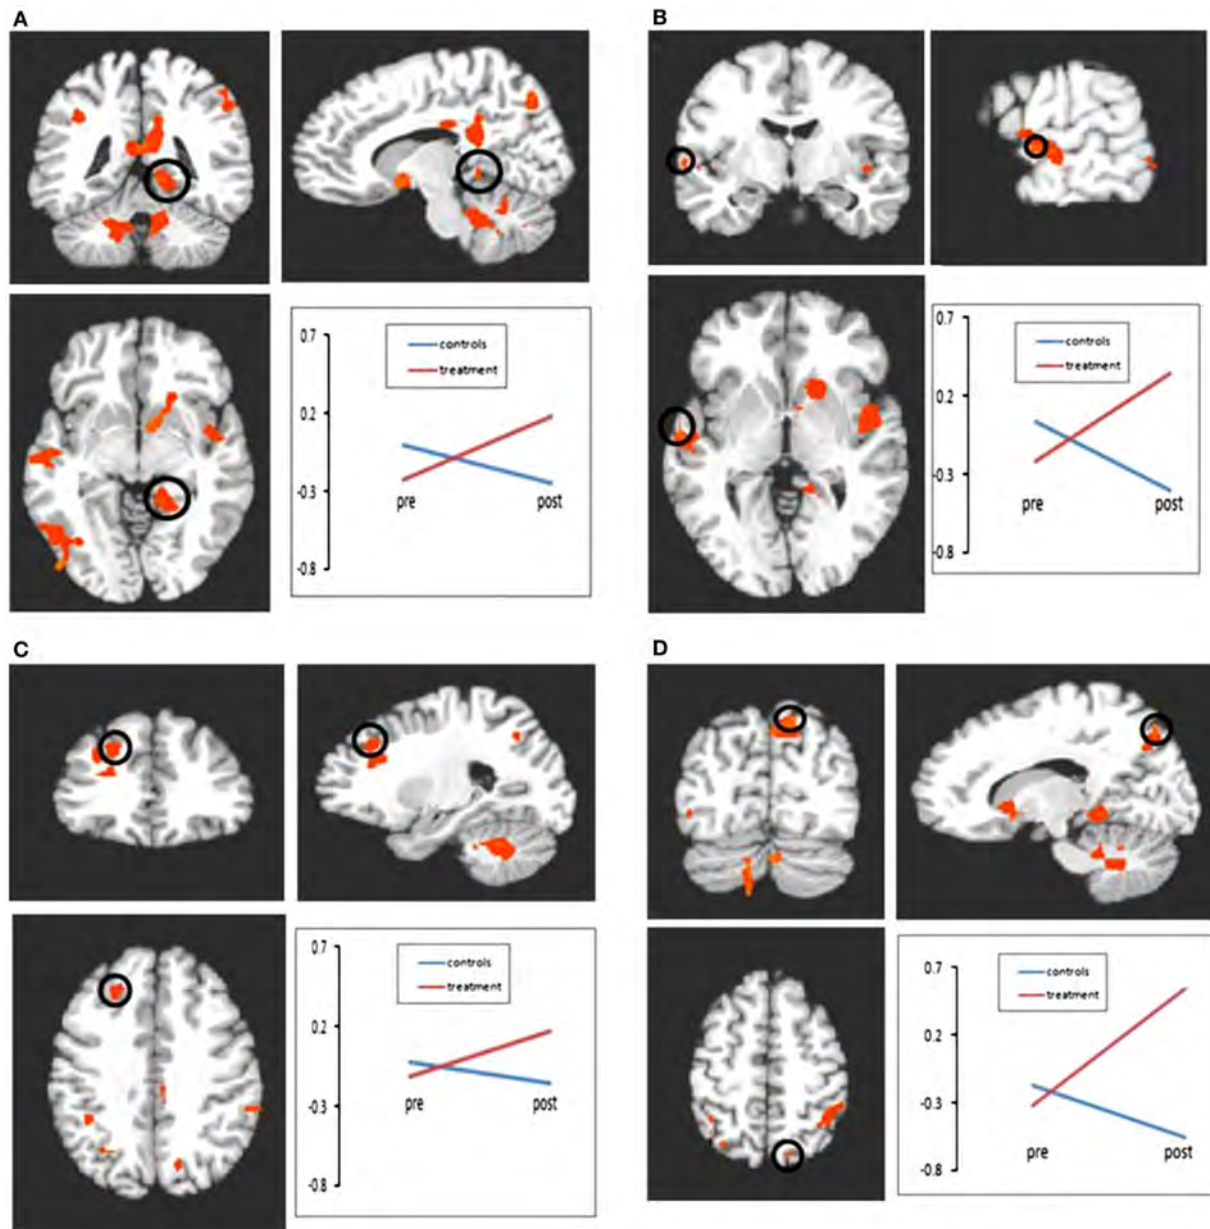 A
B
0.7
controls
treatment
0.2
-0.3
pre
post
-0.8
0.7
controls
treatment
0.2
-0.3
pre
post
-0.8
C
D
0.7
controls
treatment
0.2
-0.3
pre
post
-0.8
0.7
controls
treatment
0.2
-0.3
pre
post
-0.8